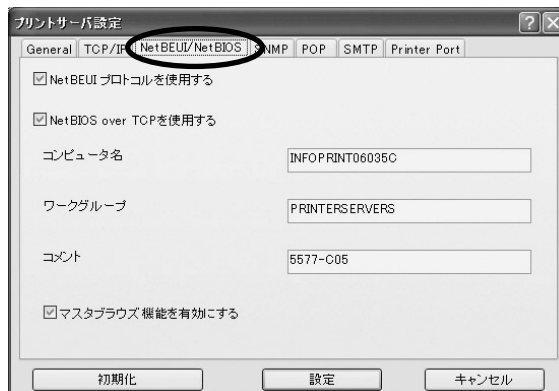 プリントサーバ設定
General TCP/IP NetBEUI/NetBIOS SNMP POP SMTP Printer Port
NetBEUI プロトコルを使用する
NetBIOS over TCPを使用する
コンピュータ名 INFOPRINT06035C
ワークグループ PRINTERSERVERS
コメント 5577-C05
マスタブラウズ機能を有効にする
初期化 設定 キャンセル